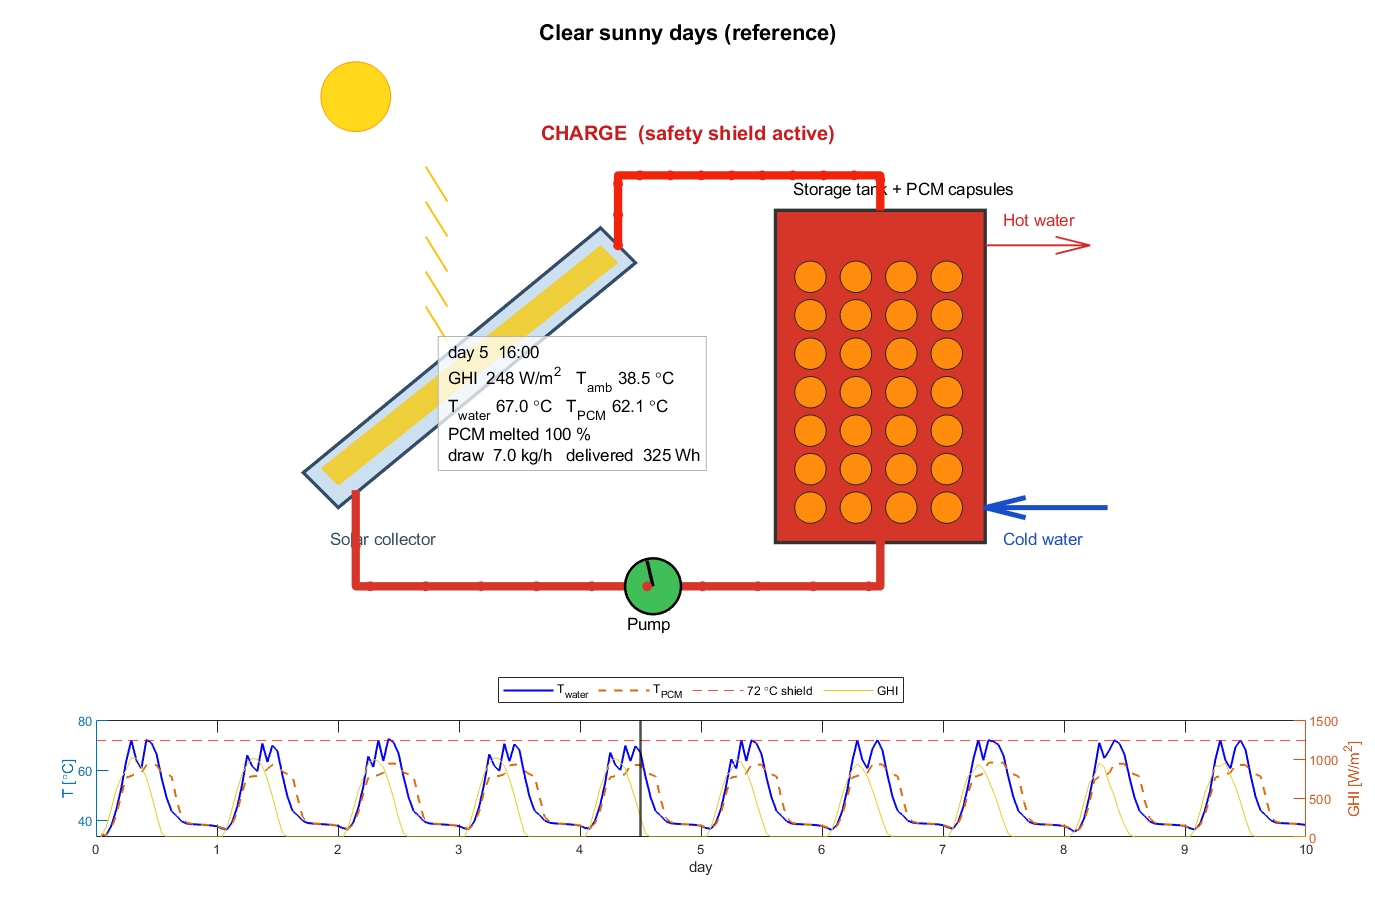 Clear sunny days (reference)
CHARGE  (safety shield active)
Storage tank + PCM capsules
Hot water
day 5  16:00
GHI  248 W/m2   Tamb 38.5 °C
Twater 67.0 °C   TPCM 62.1 °C
PCM melted 100 %
draw  7.0 kg/h   delivered  325 Wh
Solar collector
Cold water
Pump
Twater   TPCM   72 °C shield   GHI
80   1500
60   1000
40   500
0
T [°C]
GHI [W/m2]
0 1 2 3 4 5 6 7 8 9 10
day